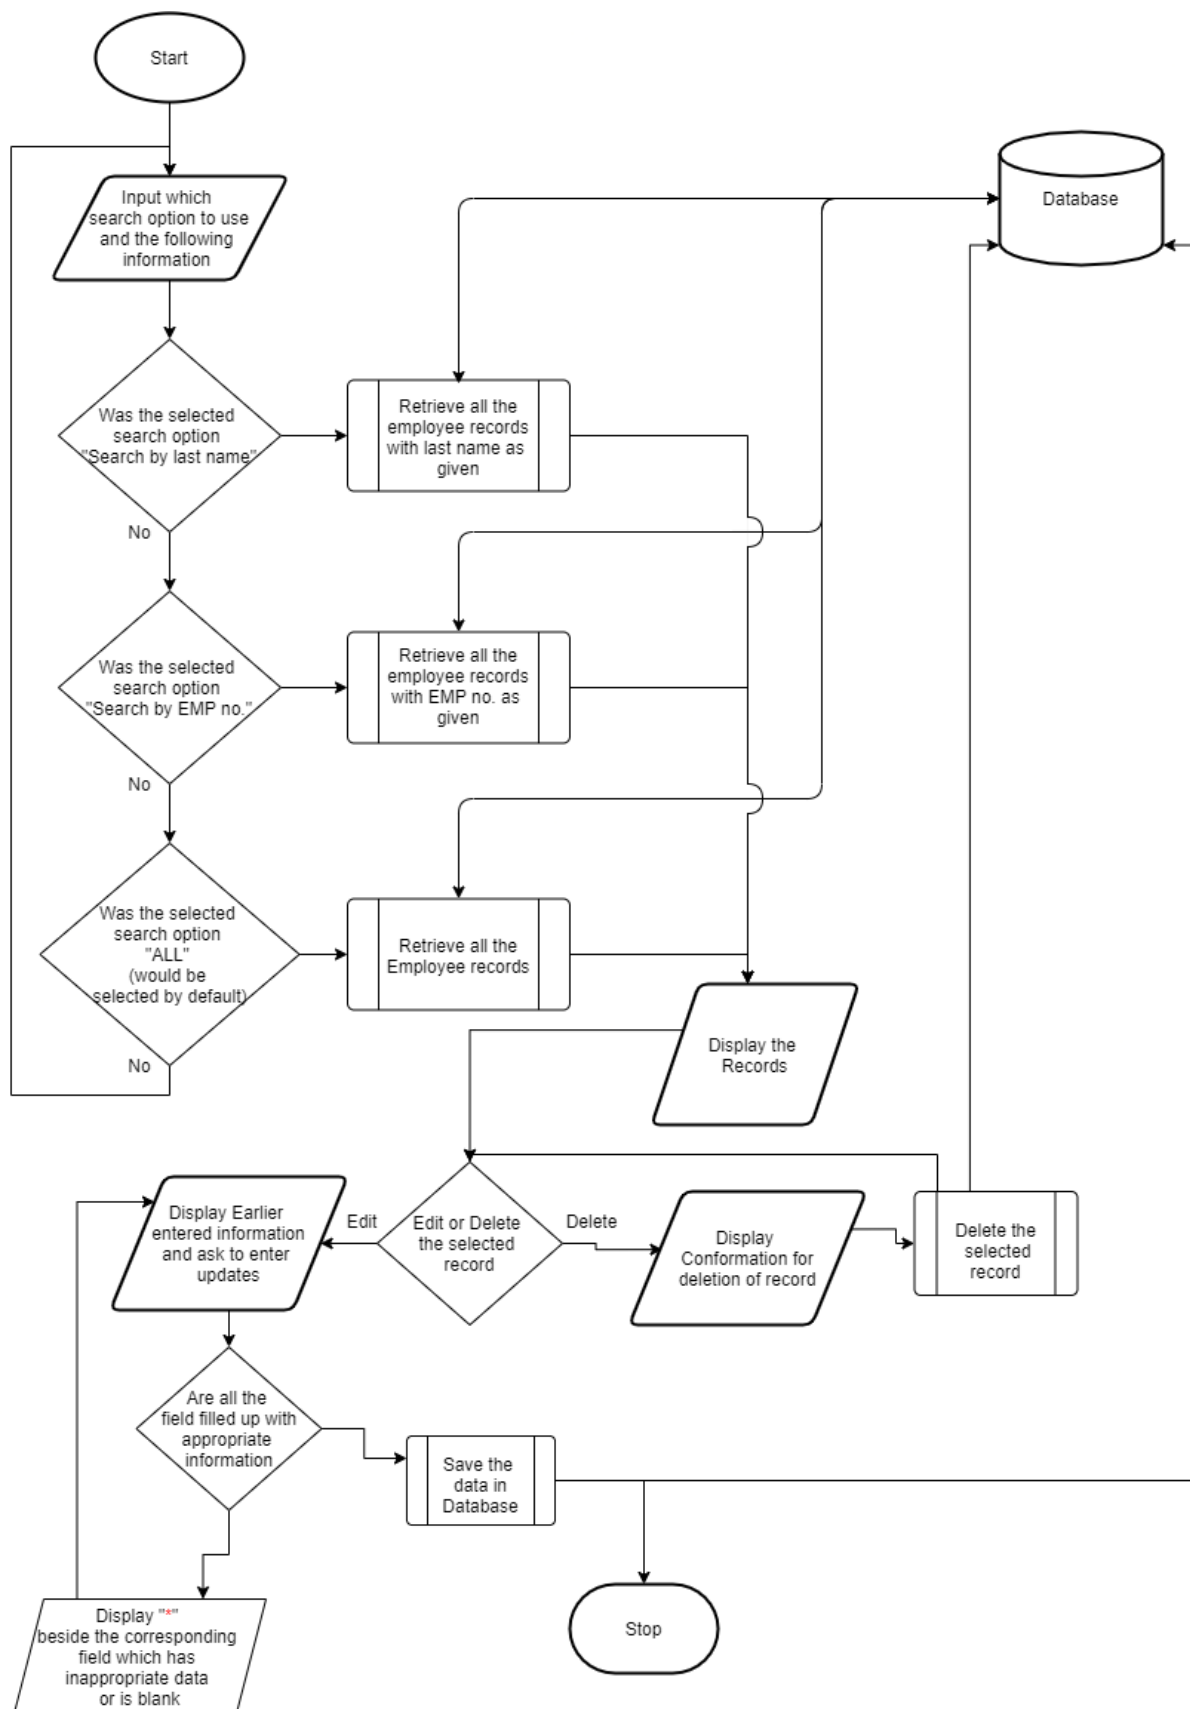 Start
Input which
search option to use
and the following
information
Database
Was the selected
search option
"Search by last name"
Retrieve all the
employee records
with last name as
given
No
Was the selected
search option
"Search by EMP no."
Retrieve all the
employee records
with EMP no. as
given
No
Was the selected
search option
"ALL"
(would be
selected by default)
Retrieve all the
Employee records
No
Display the
Records
Display Earlier
entered information
and ask to enter
updates
Edit
Edit or Delete
the selected
record
Delete
Display
Conformation for
deletion of record
Delete the
selected
record
Are all the
field filled up with
appropriate
information
Save the
data in
Database
Stop
Display "*"
beside the corresponding
field which has
inappropriate data
or is blank